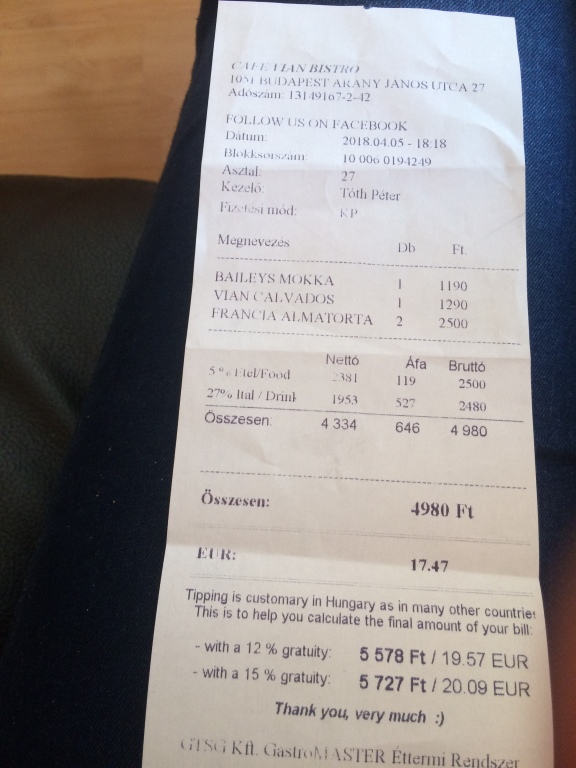 CAFE VIAN BISTRO
1051 BUDAPEST ARANY JÁNOS UTCA 27
Adószám: 13149167-2-42
FOLLOW US ON FACEBOOK
Dátum: 2018.04.05 - 18:18
Blokksorszám: 10 006 0194249
Asztal: 27
Kezelő: Tóth Péter
Fizetési mód: KP
Megnevezés Db Ft.
BAILEYS MOKKA 1 1190
VIAN CALVADOS 1 1290
FRANCIA ALMATORTA 2 2500
Nettó Áfa Bruttó
5 % Étel/Food 2381 119 2500
27% Ital / Drink 1953 527 2480
Összesen: 4 334 646 4 980
Összesen: 4980 Ft
EUR: 17.47
Tipping is customary in Hungary as in many other countries
This is to help you calculate the final amount of your bill:
- with a 12 % gratuity: 5 578 Ft / 19.57 EUR
- with a 15 % gratuity: 5 727 Ft / 20.09 EUR
Thank you, very much :)
GTSG Kft. GastroMASTER Éttermi Rendszer